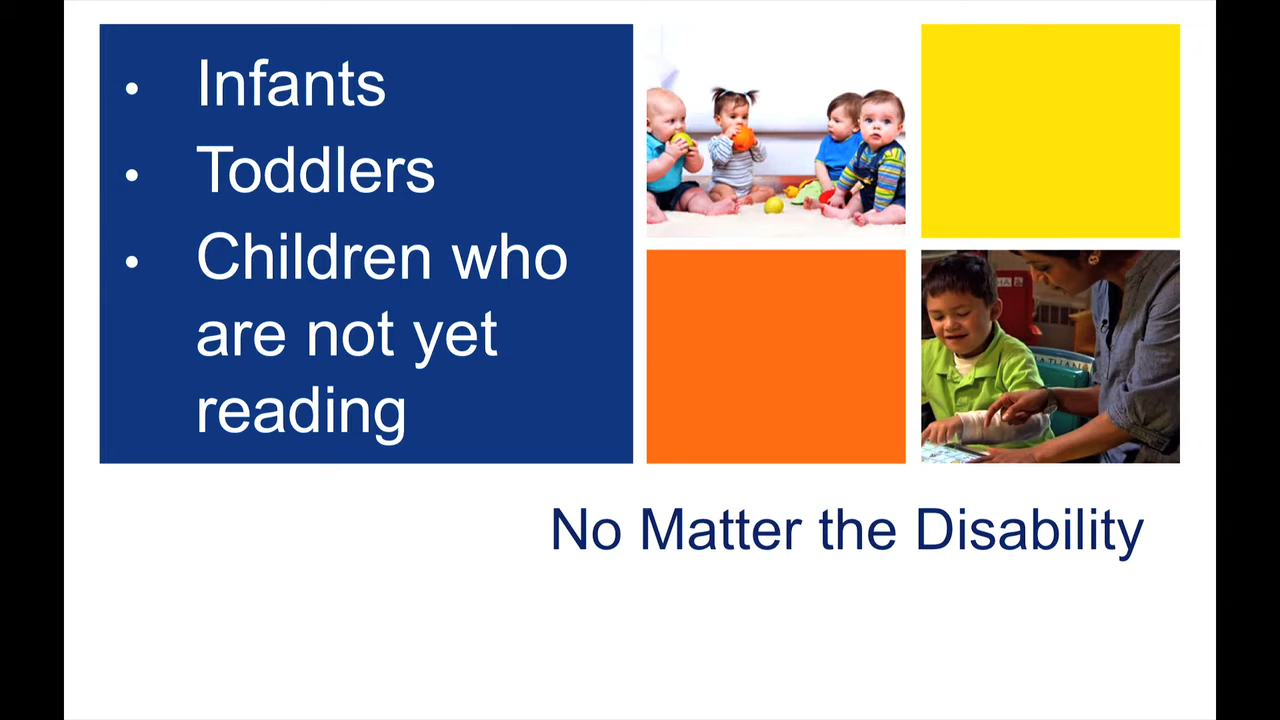 • Infants
• Toddlers
• Children who
are not yet
reading
No Matter the Disability